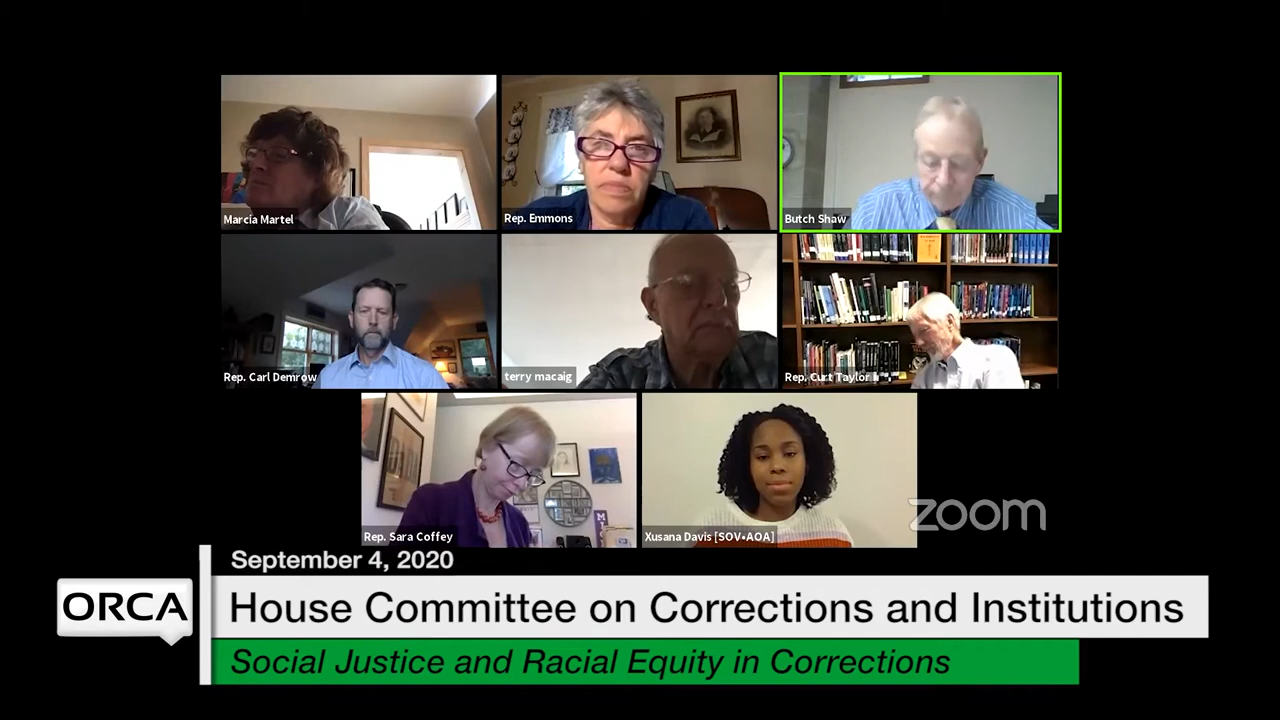 Marcia Martel
Rep. Emmons
Butch Shaw
Rep. Carl Demrow
terry macaig
Rep. Curt Taylor
Rep. Sara Coffey
Xusana Davis [SOV•AOA]
zoom
September 4, 2020
ORCA
House Committee on Corrections and Institutions
Social Justice and Racial Equity in Corrections